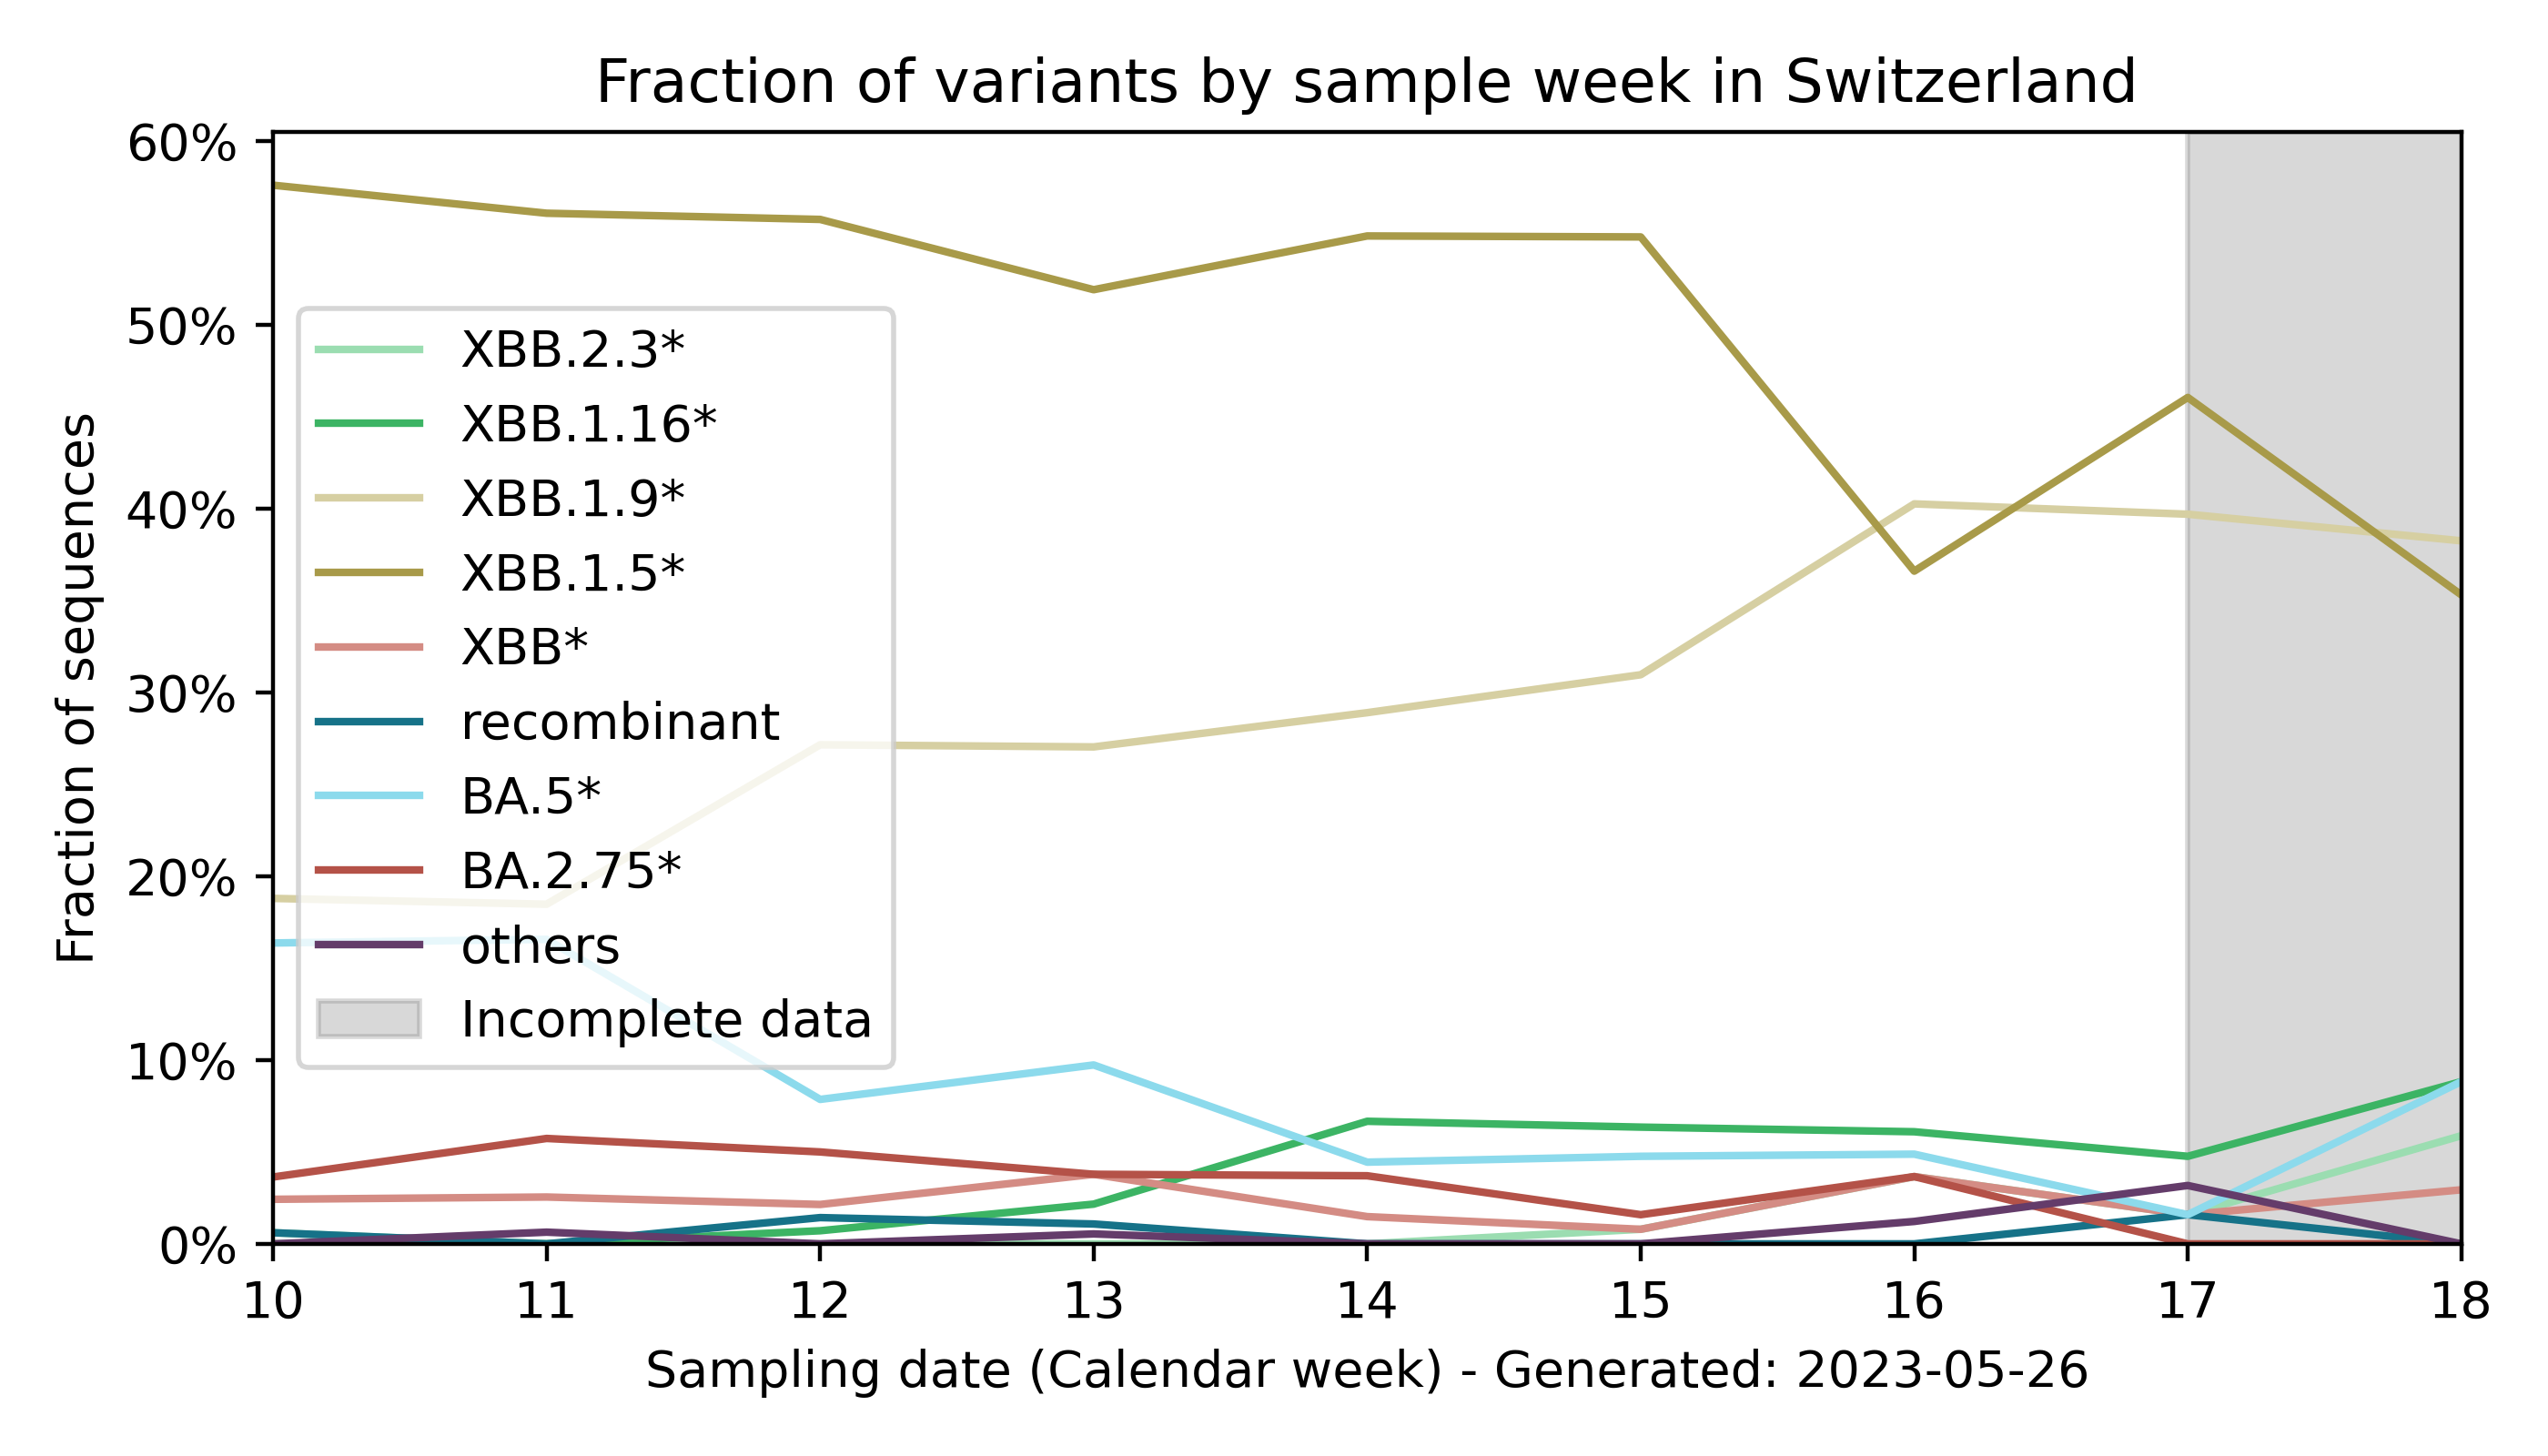 Fraction of variants by sample week in Switzerland
60%
50%
40%
30%
20%
10%
0%
Fraction of sequences
XBB.2.3*
XBB.1.16*
XBB.1.9*
XBB.1.5*
XBB*
recombinant
BA.5*
BA.2.75*
others
Incomplete data
10 11 12 13 14 15 16 17 18
Sampling date (Calendar week) - Generated: 2023-05-26